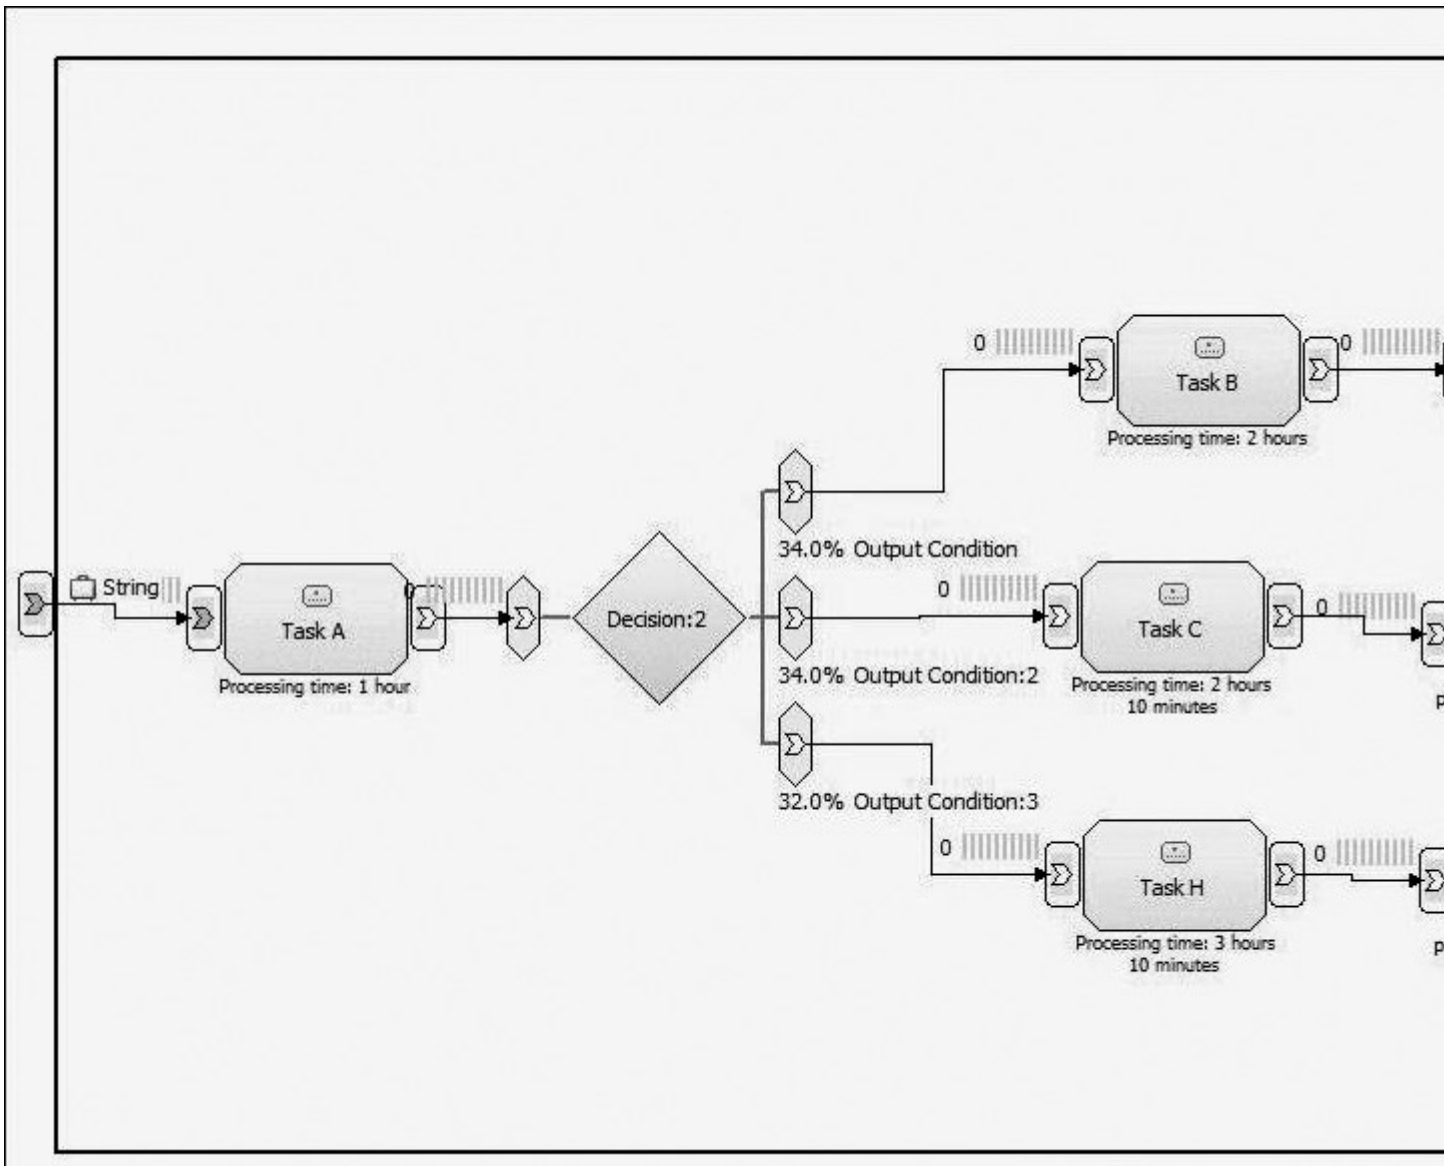 0
0
Task B
Processing time: 2 hours
34.0% Output Condition
String
0
Task A
Processing time: 1 hour
Decision:2
0
0
Task C
Processing time: 2 hours
10 minutes
34.0% Output Condition:2
32.0% Output Condition:3
0
0
Task H
Processing time: 3 hours
10 minutes